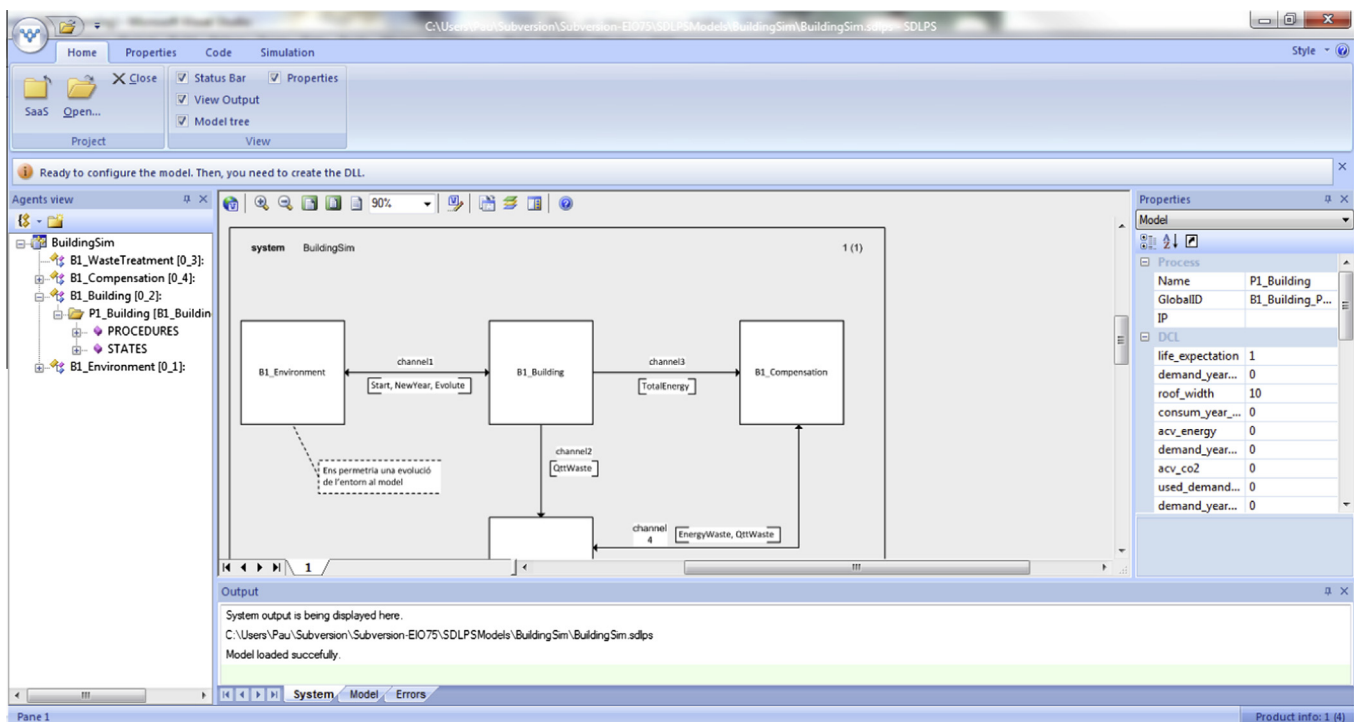 C:\Users\Pau\Subversion\Subversion-EIO75\SDLPSModels\BuildingSim\BuildingSim.sdlps - SDLPS
Home Properties Code Simulation Style
SaaS Open... Close
Status Bar Properties
View Output
Model tree
Project View
Ready to configure the model. Then, you need to create the DLL.
Agents view
BuildingSim
B1_WasteTreatment [0_3]:
B1_Compensation [0_4]:
B1_Building [0_2]:
P1_Building [B1_Buildin
PROCEDURES
STATES
B1_Environment [0_1]:
90%
system BuildingSim 1 (1)
B1_Environment
channel1
Start, NewYear, Evolute
B1_Building
channel3
TotalEnergy
B1_Compensation
Ens permetria una evolució
de l'entorn al model
channel2
QttWaste
channel
4
EnergyWaste, QttWaste
1
Properties
Model
Process
Name P1_Building
GlobalID B1_Building_P...
IP
DCL
life_expectation 1
demand_year... 0
roof_width 10
consum_year_... 0
acv_energy 0
demand_year... 0
acv_co2 0
used_demand... 0
demand_year... 0
Output
System output is being displayed here.
C:\Users\Pau\Subversion\Subversion-EIO75\SDLPSModels\BuildingSim\BuildingSim.sdlps
Model loaded succefully.
System Model Errors
Pane 1 Product info: 1 (4)